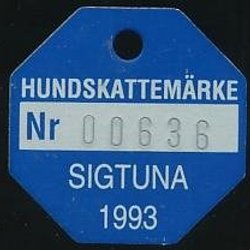 HUNDSKATTEMÄRKE
Nr 00636
SIGTUNA
1993